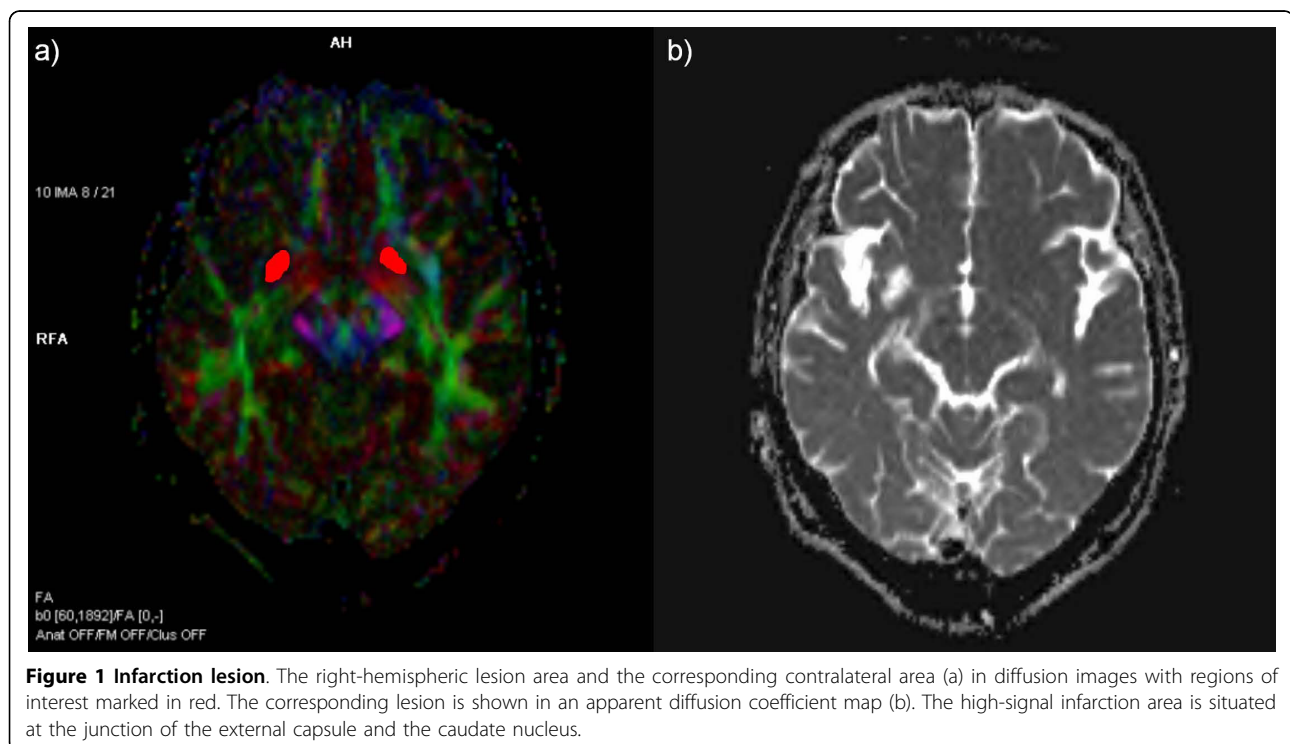 a)
AH
b)
10 IMA 8 / 21
RFA
FA
b0 [60,1892]/FA [0,-]
Anat OFF/FM OFF/Clus OFF
Figure 1 Infarction lesion. The right-hemispheric lesion area and the corresponding contralateral area (a) in diffusion images with regions of
interest marked in red. The corresponding lesion is shown in an apparent diffusion coefficient map (b). The high-signal infarction area is situated
at the junction of the external capsule and the caudate nucleus.